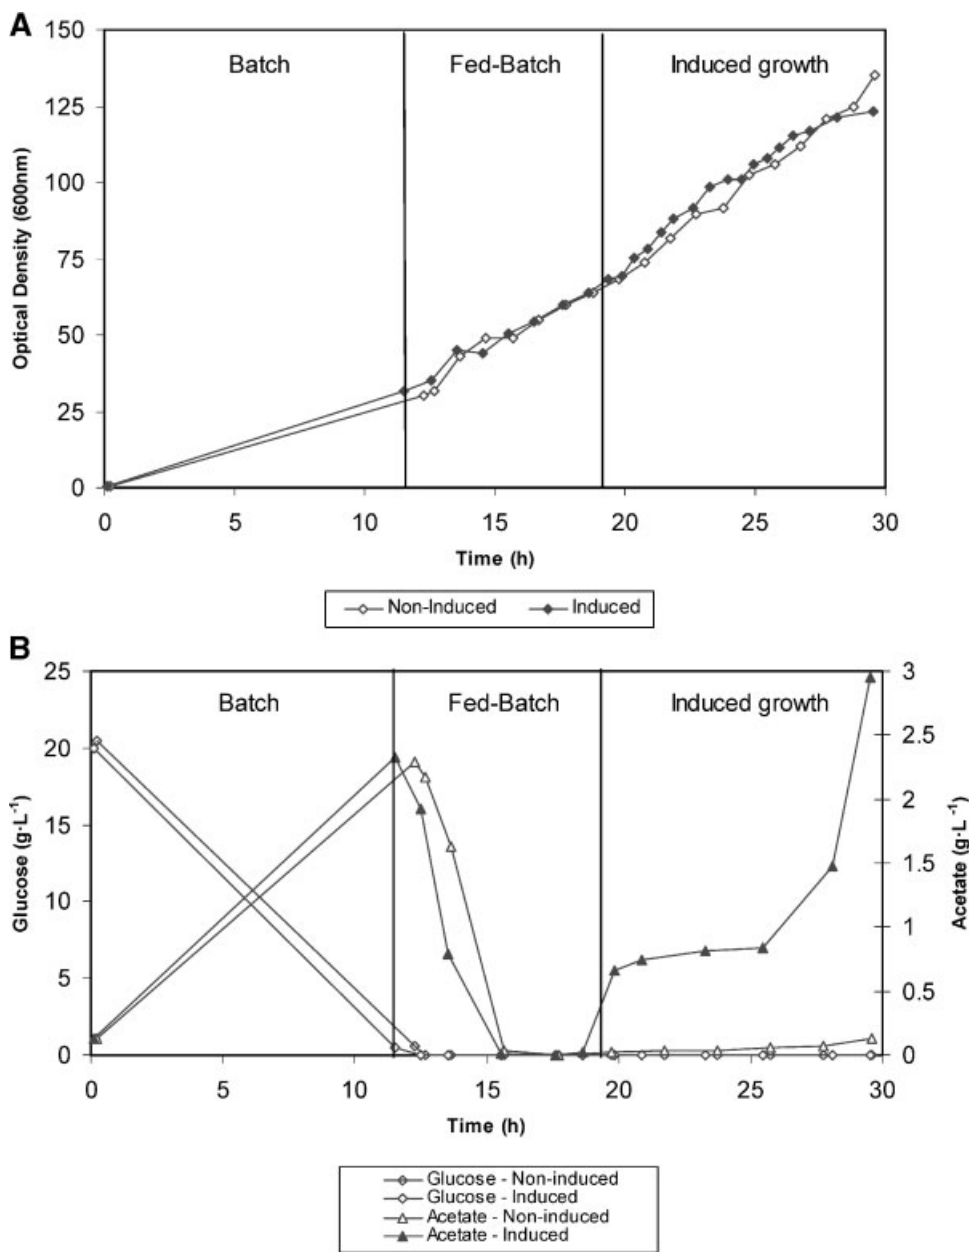 A
150
125
100
75
50
25
0
Optical Density (600nm)
Batch
Fed-Batch
Induced growth
0 5 10 15 20 25 30
Time (h)
Non-Induced Induced
B
25
20
15
10
5
0
Glucose (g·L⁻¹)
Batch
Fed-Batch
Induced growth
3
2.5
2
1.5
1
0.5
0
Acetate (g·L⁻¹)
0 5 10 15 20 25 30
Time (h)
Glucose - Non-induced
Glucose - Induced
Acetate - Non-induced
Acetate - Induced